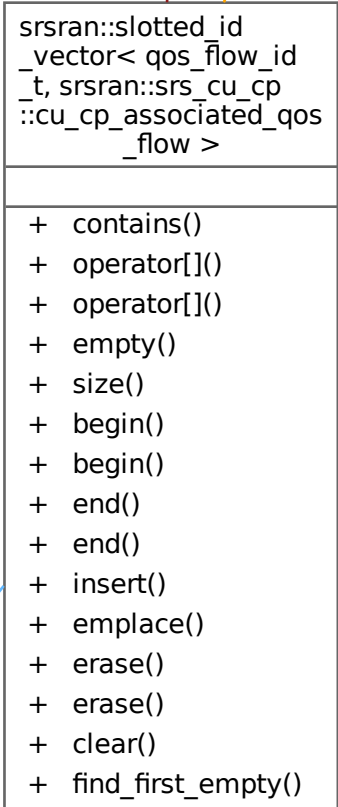 srsran::slotted_id
_vector< qos_flow_id
_t, srsran::srs_cu_cp
::cu_cp_associated_qos
_flow >
+ contains()
+ operator[]()
+ operator[]()
+ empty()
+ size()
+ begin()
+ begin()
+ end()
+ end()
+ insert()
+ emplace()
+ erase()
+ erase()
+ clear()
+ find_first_empty()